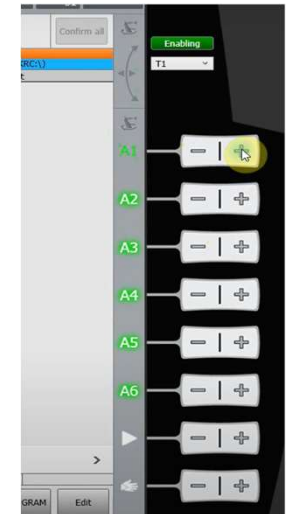 Confirm all
Enabling
T1
KRC:\)
t
A1
A2
A3
A4
A5
A6
GRAM
Edit